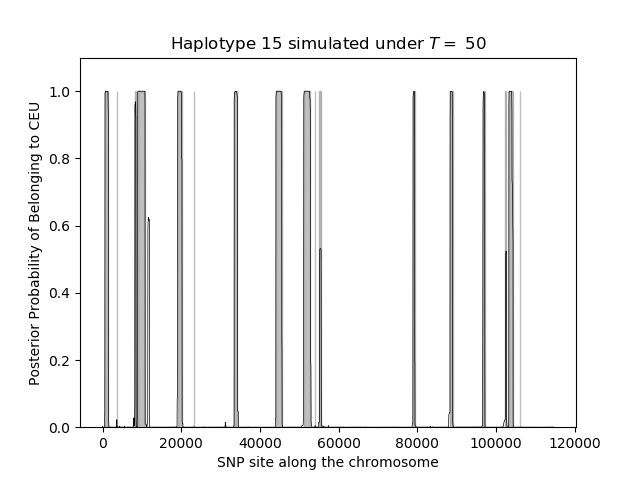 Haplotype 15 simulated under T = 50
Posterior Probability of Belonging to CEU
1.0
0.8
0.6
0.4
0.2
0.0
0 20000 40000 60000 80000 100000 120000
SNP site along the chromosome